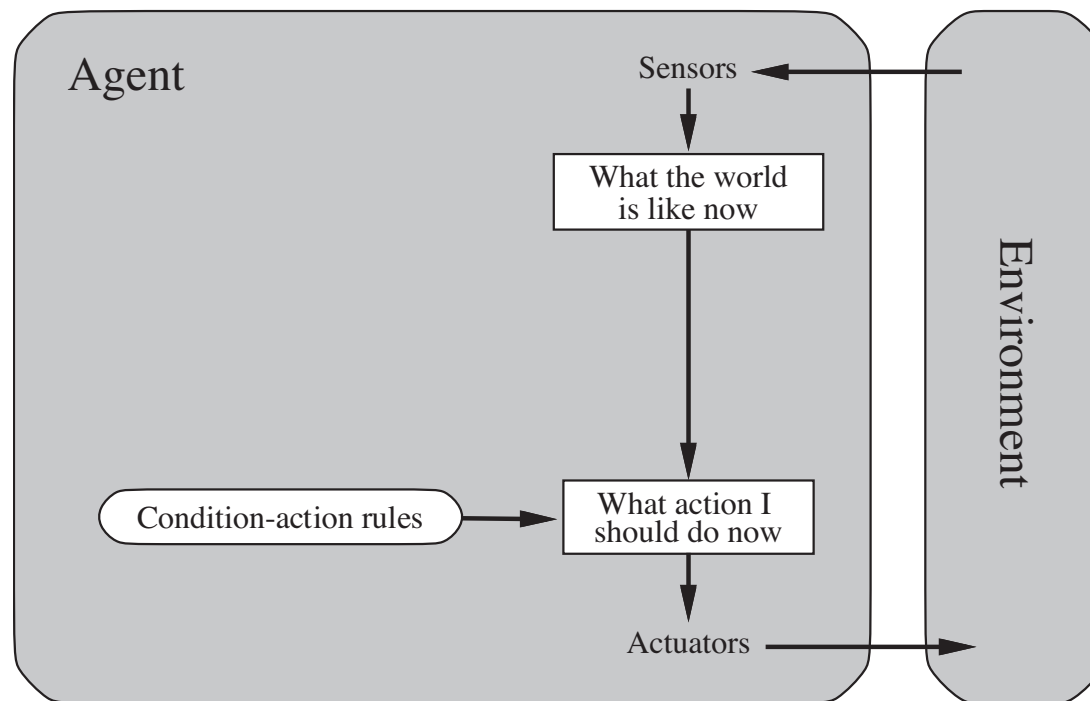 Agent
Sensors
What the world
is like now
Environment
Condition-action rules
What action I
should do now
Actuators